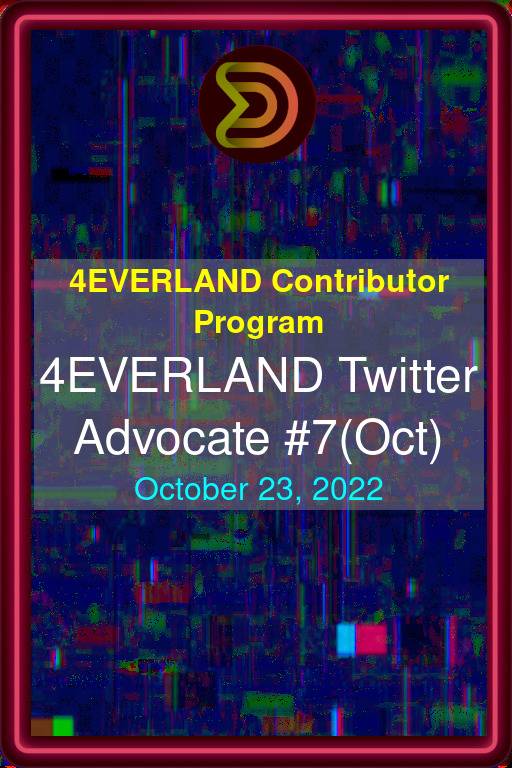 4EVERLAND Contributor
Program
4EVERLAND Twitter
Advocate #7(Oct)
October 23, 2022